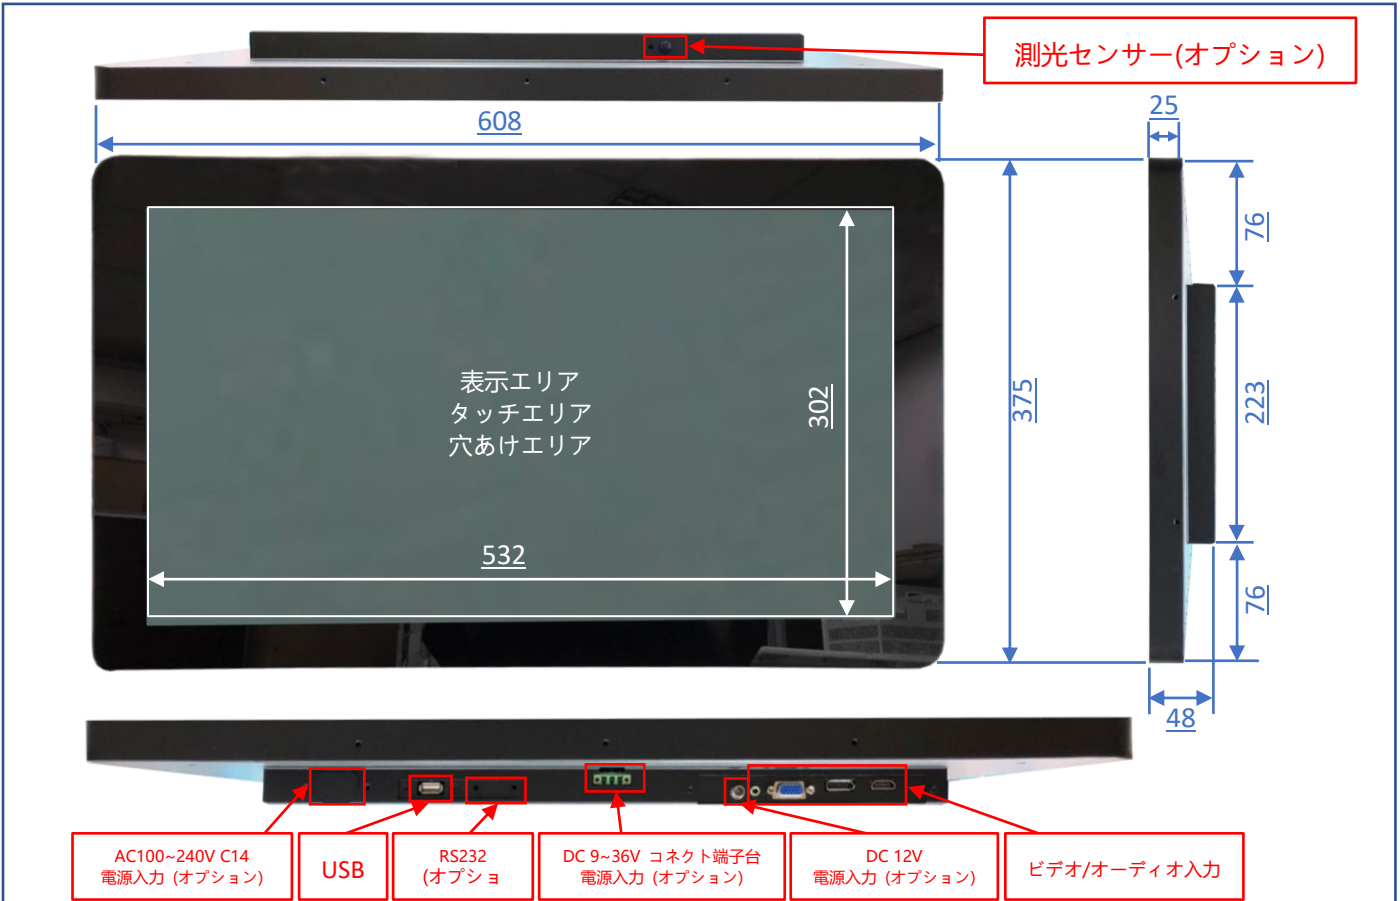 測光センサー(オプション)
608
25
76
表示エリア
タッチエリア
穴あけエリア
302
375
223
532
76
48
AC100~240V C14
電源入力 (オプション)
USB
RS232
(オプショ
DC 9~36V コネクト端子台
電源入力 (オプション)
DC 12V
電源入力 (オプション)
ビデオ/オーディオ入力